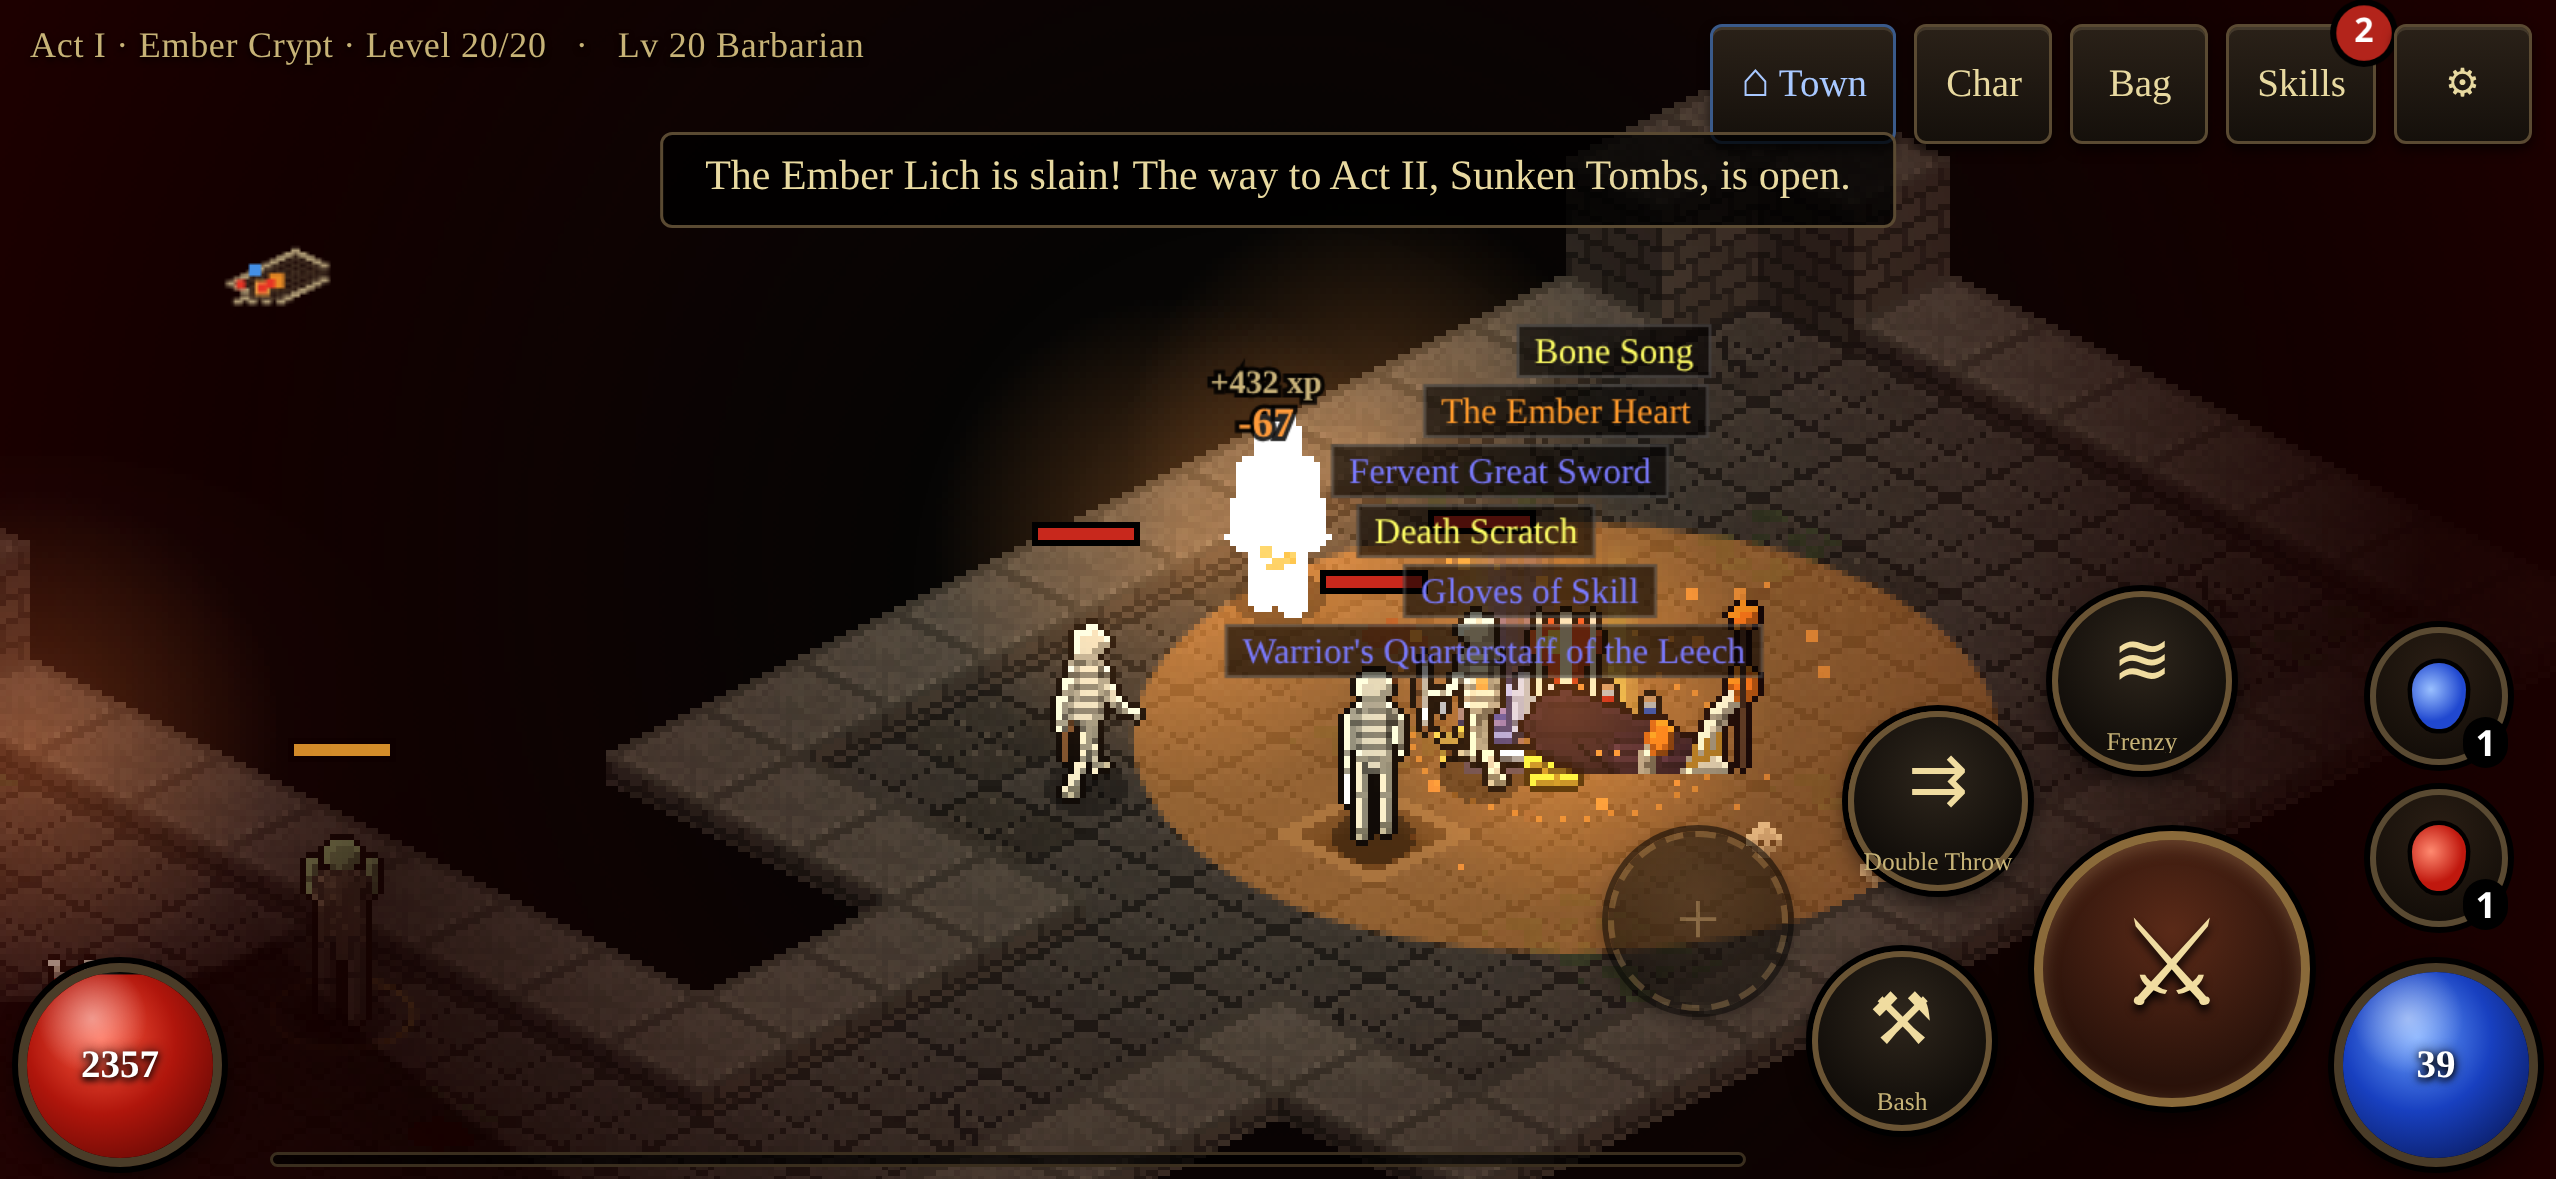 Act I · Ember Crypt · Level 20/20 · Lv 20 Barbarian
⌂ Town
Char
Bag
Skills
2
⚙
The Ember Lich is slain! The way to Act II, Sunken Tombs, is open.
Bone Song
+432 xp
The Ember Heart
-67
Fervent Great Sword
Death Scratch
Gloves of Skill
Warrior's Quarterstaff of the Leech
Frenzy
1
Double Throw
1
Bash
2357
39